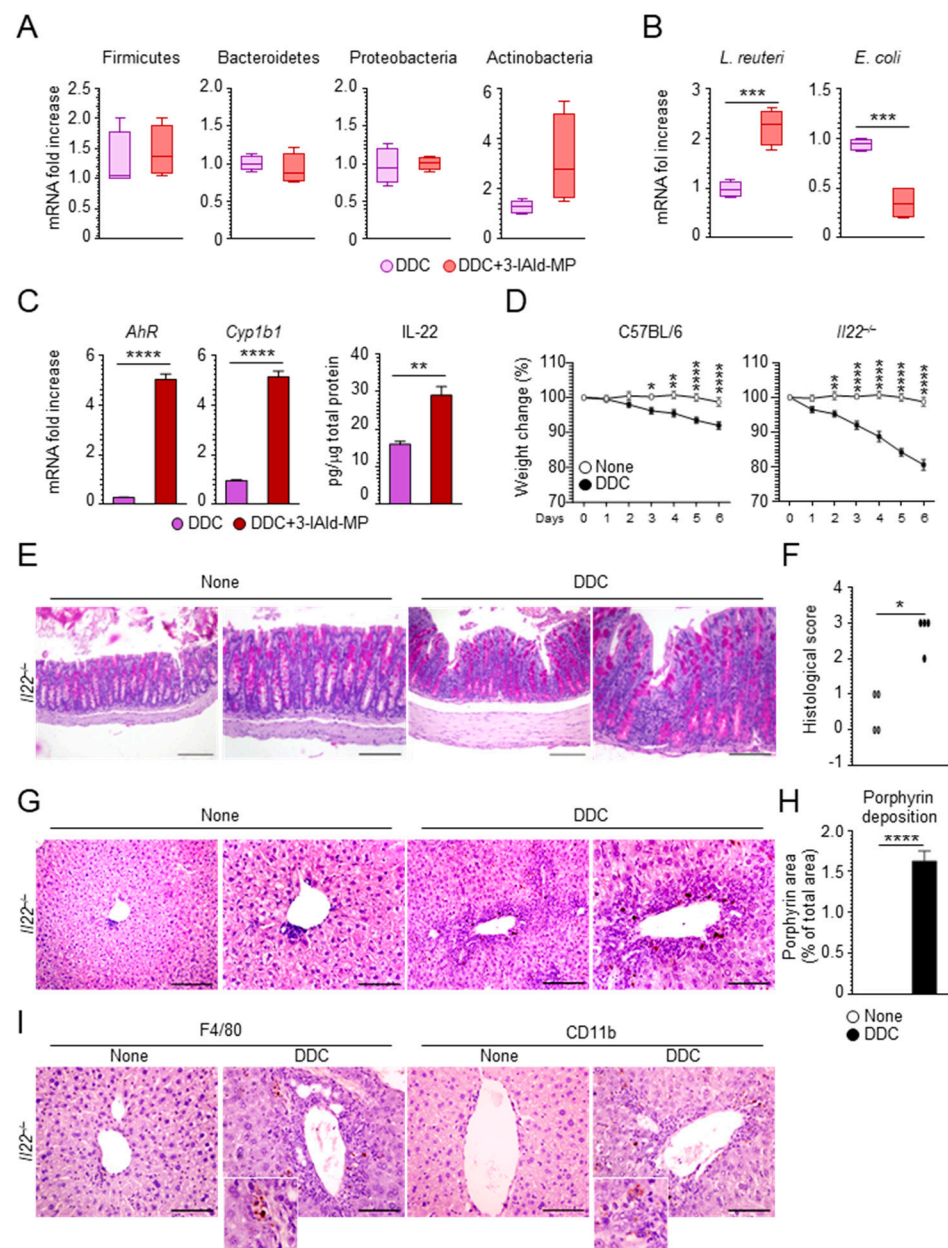 A
Firmicutes
Bacteroidetes
Proteobacteria
Actinobacteria
mRNA fold increase
2.5
2.0
1.5
1.0
0.5
0
2.0
1.5
1.0
0.5
0
2.0
1.5
1.0
0.5
0
6
4
2
0
DDC
DDC+3-IAld-MP
B
L. reuteri
E. coli
mRNA fol increase
3
2
1
0
***
1.5
1.0
0.5
0.0
***
C
AhR
Cyp1b1
IL-22
mRNA fold increase
6
4
2
0
****
6
4
2
0
****
pg/µg total protein
40
30
20
10
0
**
DDC
DDC+3-IAld-MP
D
C57BL/6
Il22-/-
Weight change (%)
110
100
90
80
70
*
**
****
****
None
DDC
110
100
90
80
70
**
****
****
****
****
Days
0 1 2 3 4 5 6
0 1 2 3 4 5 6
E
None
DDC
Il22-/-
F
Histological score
4
3
2
1
0
-1
*
G
None
DDC
Il22-/-
H
Porphyrin
deposition
Porphyrin area
(% of total area)
2.0
1.5
1.0
0.5
0.0
****
None
DDC
I
F4/80
CD11b
None
DDC
None
DDC
Il22-/-